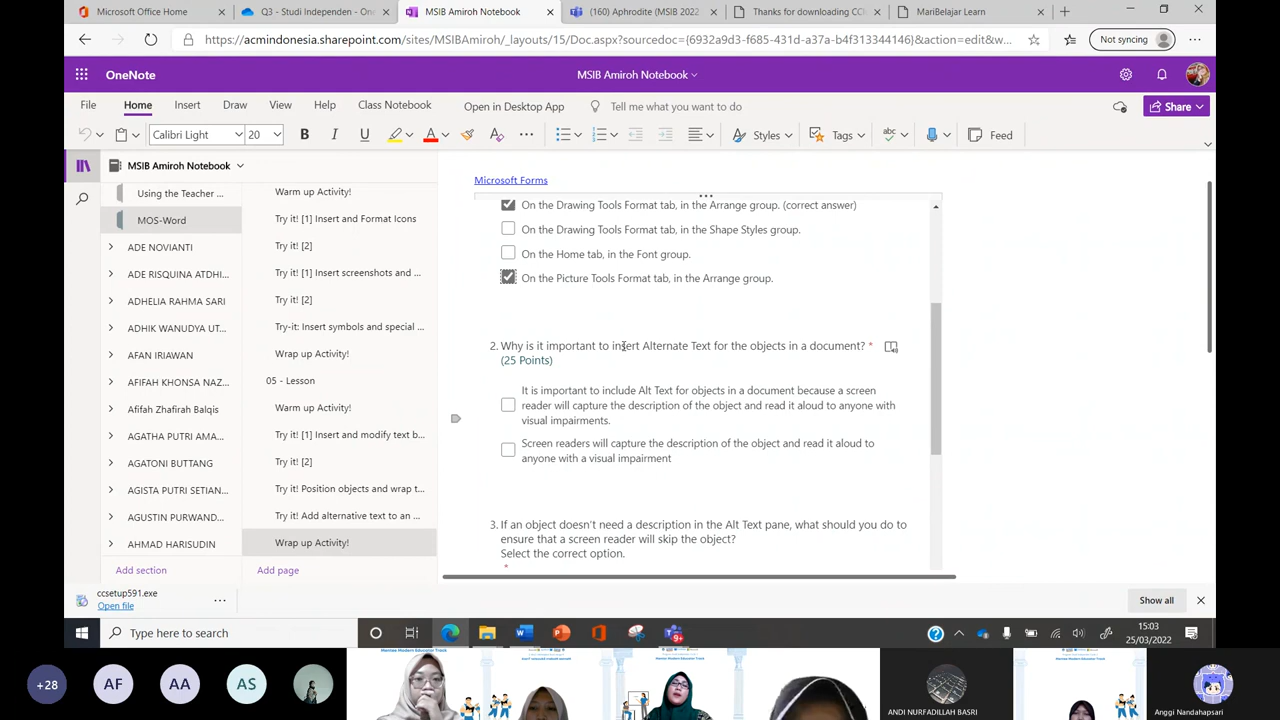 Microsoft Office Home
Q3 - Studi Independen - On
MSIB Amiroh Notebook
(160) Aphrodite (MSIB 2022
Thanks for downloading CC
MariBelajar Learn
https://acmindonesia.sharepoint.com/sites/MSIBAmiroh/_layouts/15/Doc.aspx?sourcedoc={6932a9d3-f685-431d-a37a-b4f313344146}&action=edit&w...
Not syncing
OneNote
MSIB Amiroh Notebook
File Home Insert Draw View Help Class Notebook Open in Desktop App Tell me what you want to do Share
Calibri Light 20 B I U A Styles Tags abc Feed
MSIB Amiroh Notebook
Using the Teacher ...
MOS-Word
ADE NOVIANTI
ADE RISQUINA ATDHI...
ADHELIA RAHMA SARI
ADHIK WANUDYA UT...
AFAN IRIAWAN
AFIFAH KHONSA NAZ...
Afifah Zhafirah Balqis
AGATHA PUTRI AMA...
AGATONI BUTTANG
AGISTA PUTRI SETIAN...
AGUSTIN PURWAND...
AHMAD HARISUDIN
Add section
Warm up Activity!
Try it! [1] Insert and Format Icons
Try it! [2]
Try it! [1] Insert screenshots and ...
Try it! [2]
Try-it: Insert symbols and special ...
Wrap up Activity!
05 - Lesson
Warm up Activity!
Try it! [1] Insert and modify text b...
Try it! [2]
Try it! Position objects and wrap t...
Try it! Add alternative text to an ...
Wrap up Activity!
Add page
Microsoft Forms
On the Drawing Tools Format tab, in the Arrange group. (correct answer)
On the Drawing Tools Format tab, in the Shape Styles group.
On the Home tab, in the Font group.
On the Picture Tools Format tab, in the Arrange group.
2. Why is it important to insert Alternate Text for the objects in a document? *
(25 Points)
It is important to include Alt Text for objects in a document because a screen
reader will capture the description of the object and read it aloud to anyone with
visual impairments.
Screen readers will capture the description of the object and read it aloud to
anyone with a visual impairment
3. If an object doesn't need a description in the Alt Text pane, what should you do to
ensure that a screen reader will skip the object?
Select the correct option.
*
ccsetup591.exe
Open file
Show all
Type here to search
9+
15:03
25/03/2022
+28
AF
AA
AS
Mentee Modern Educator Track
Mentee Modern Educator Track
ANDI NURFADILLAH BASRI
Anggi Nandahapsari